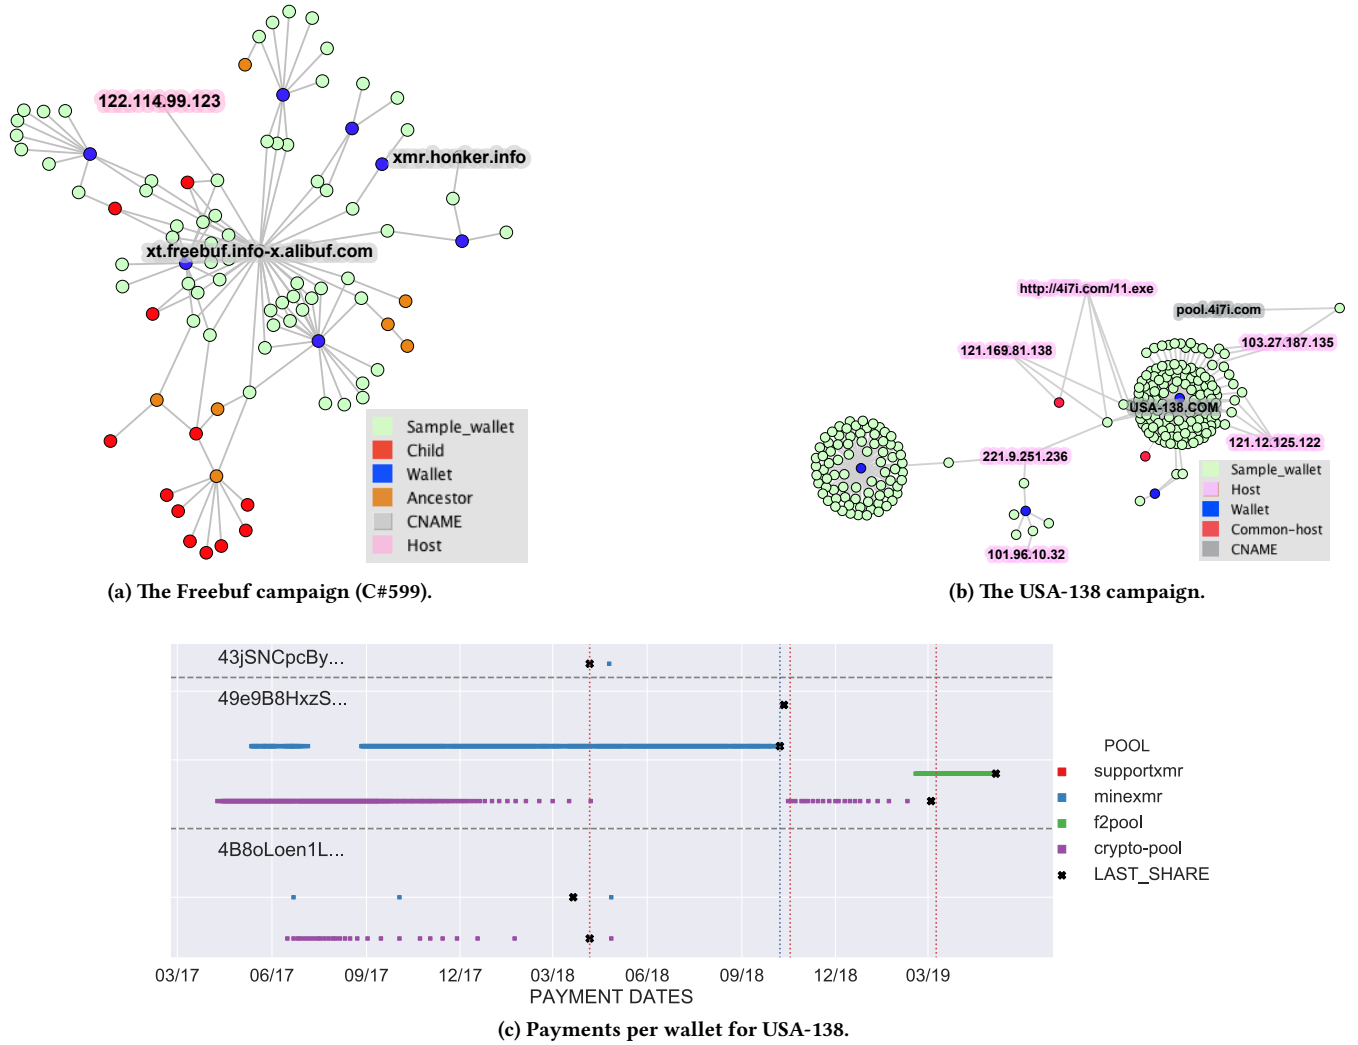 122.114.99.123
xmr.honker.info
xt.freebuf.info-x.alibuf.com
Sample_wallet
Child
Wallet
Ancestor
CNAME
Host
(a) The Freebuf campaign (C#599).
http://4i7i.com/11.exe
pool.4i7i.com
121.169.81.138
103.27.187.135
USA-138.COM
121.12.125.122
221.9.251.236
101.96.10.32
Sample_wallet
Host
Wallet
Common-host
CNAME
(b) The USA-138 campaign.
43jSNCpcBy...
49e9B8HxzS...
4B8oLoen1L...
POOL
supportxmr
minexmr
f2pool
crypto-pool
LAST_SHARE
03/17 06/17 09/17 12/17 03/18 06/18 09/18 12/18 03/19
PAYMENT DATES
(c) Payments per wallet for USA-138.